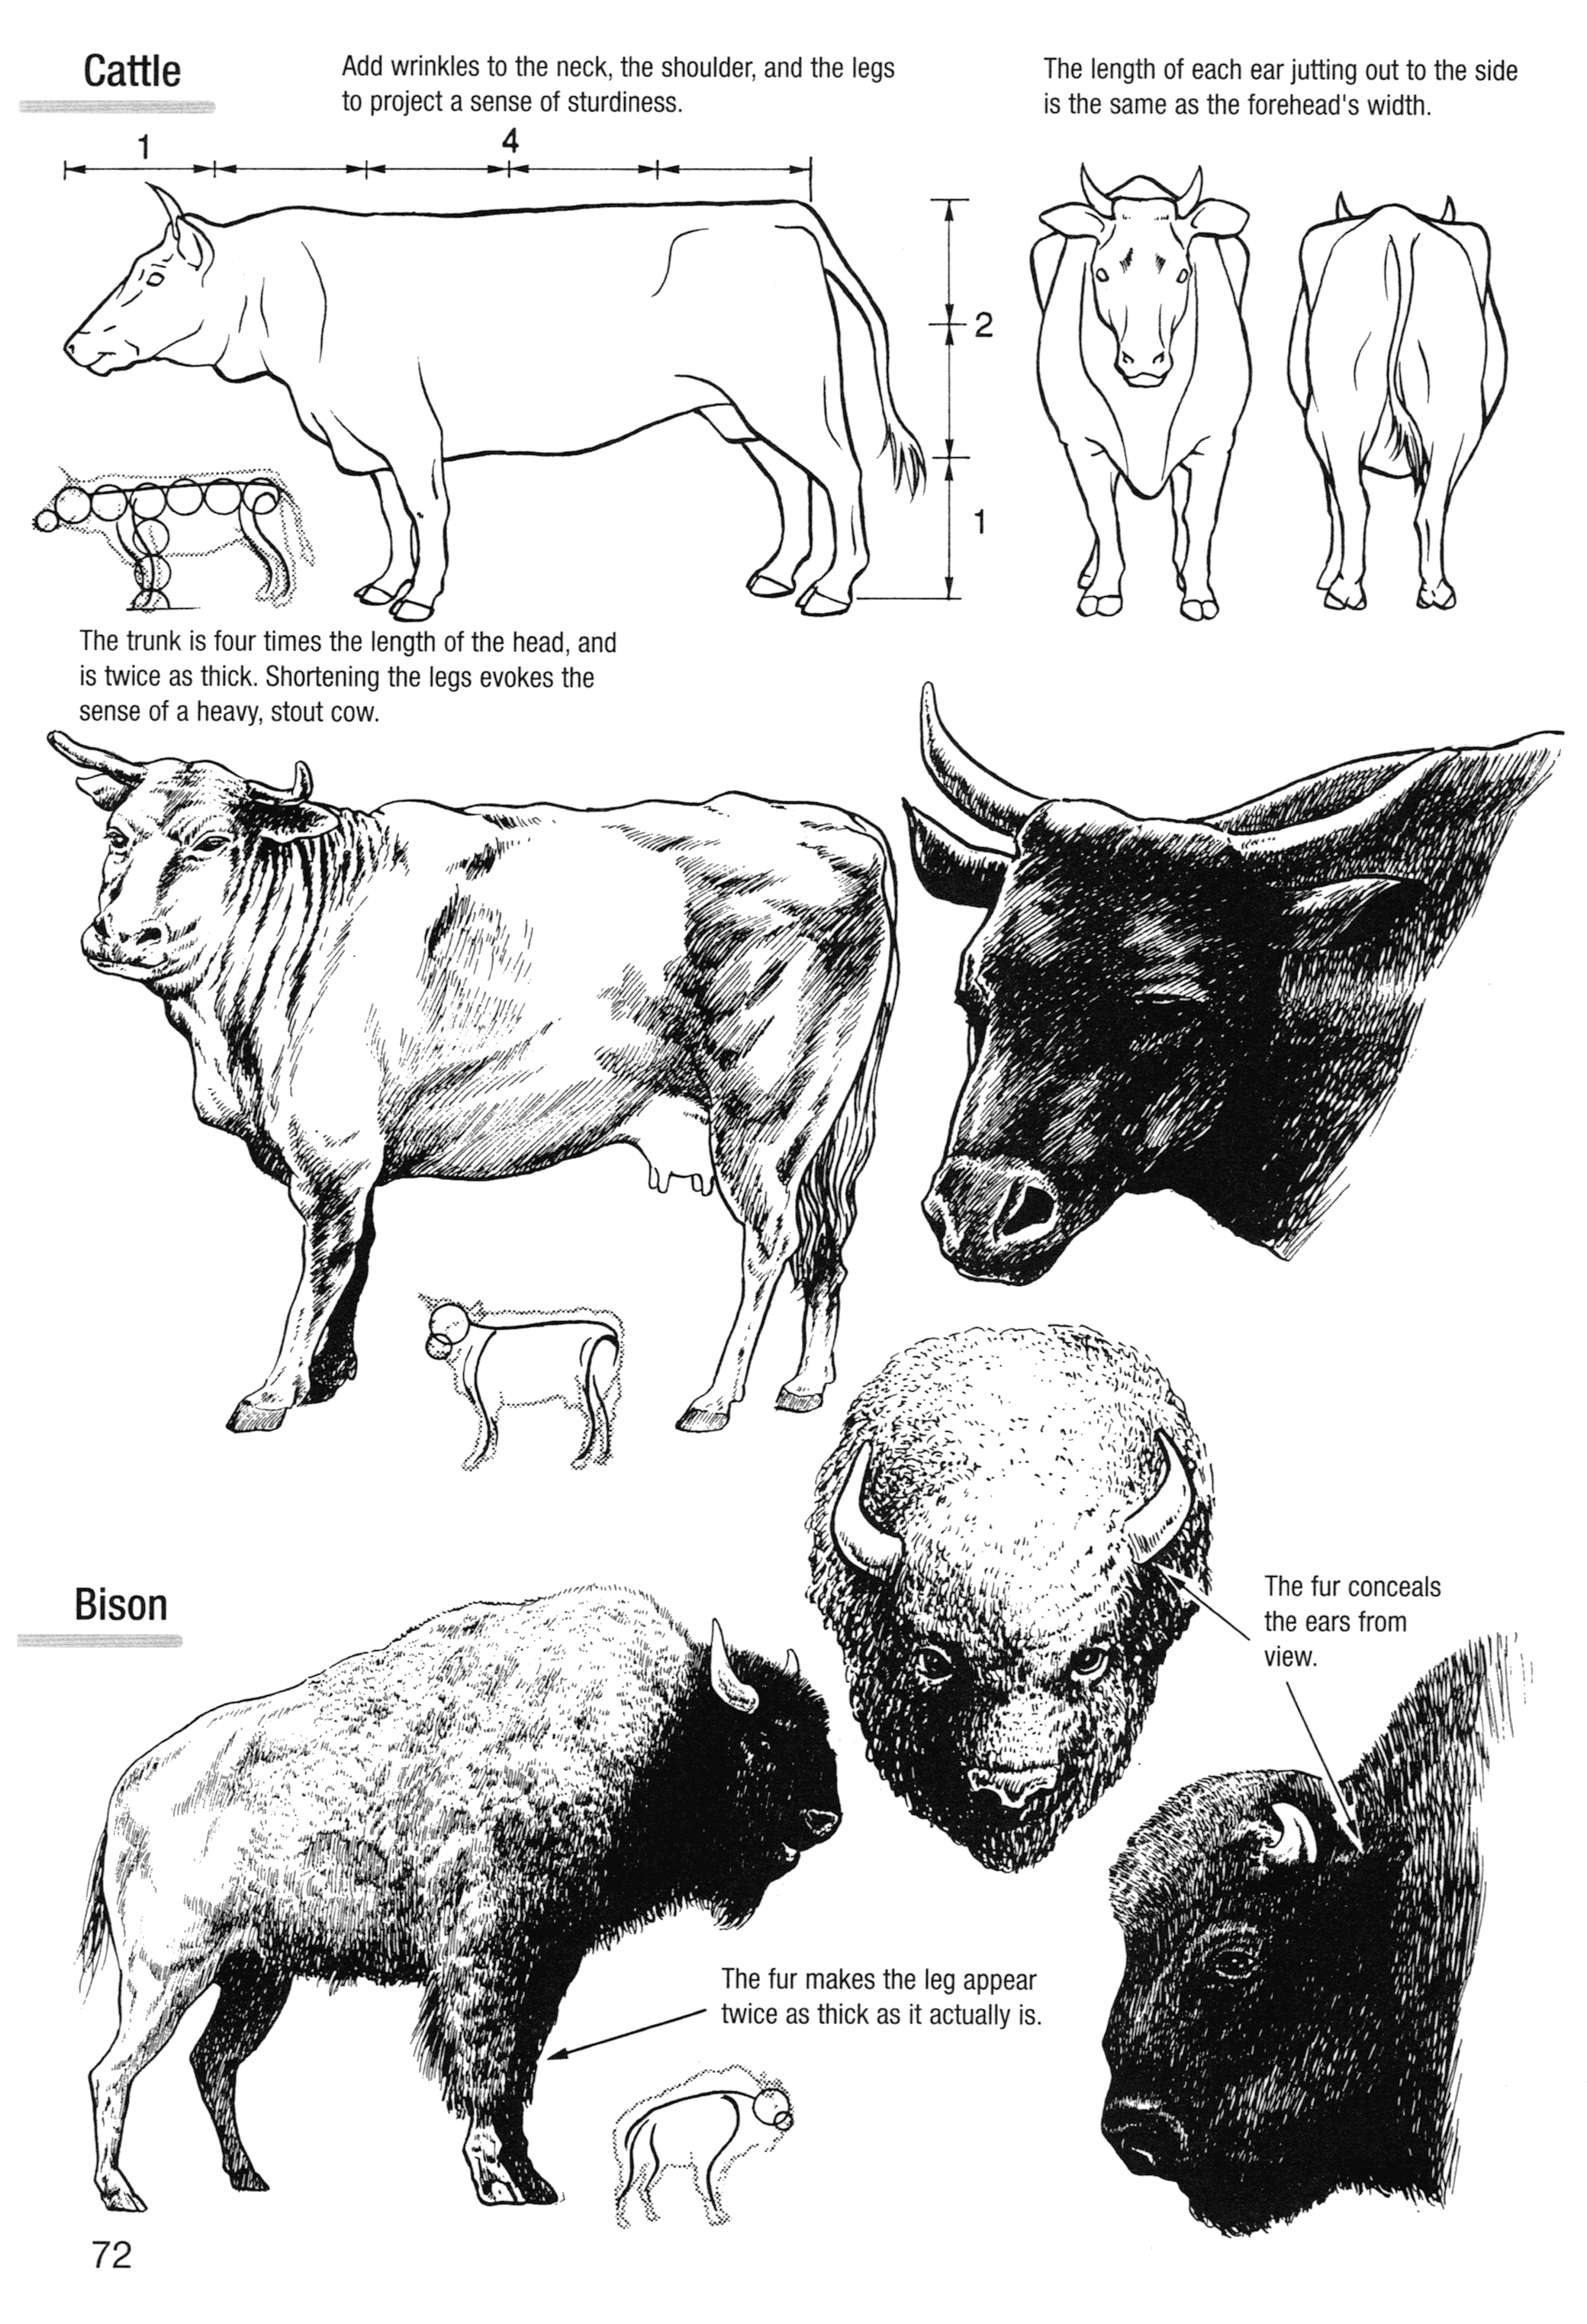 Cattle
Add wrinkles to the neck, the shoulder, and the legs
to project a sense of sturdiness.
The length of each ear jutting out to the side
is the same as the forehead's width.
1
4
2
1
The trunk is four times the length of the head, and
is twice as thick. Shortening the legs evokes the
sense of a heavy, stout cow.
Bison
The fur conceals
the ears from
view.
The fur makes the leg appear
twice as thick as it actually is.
72